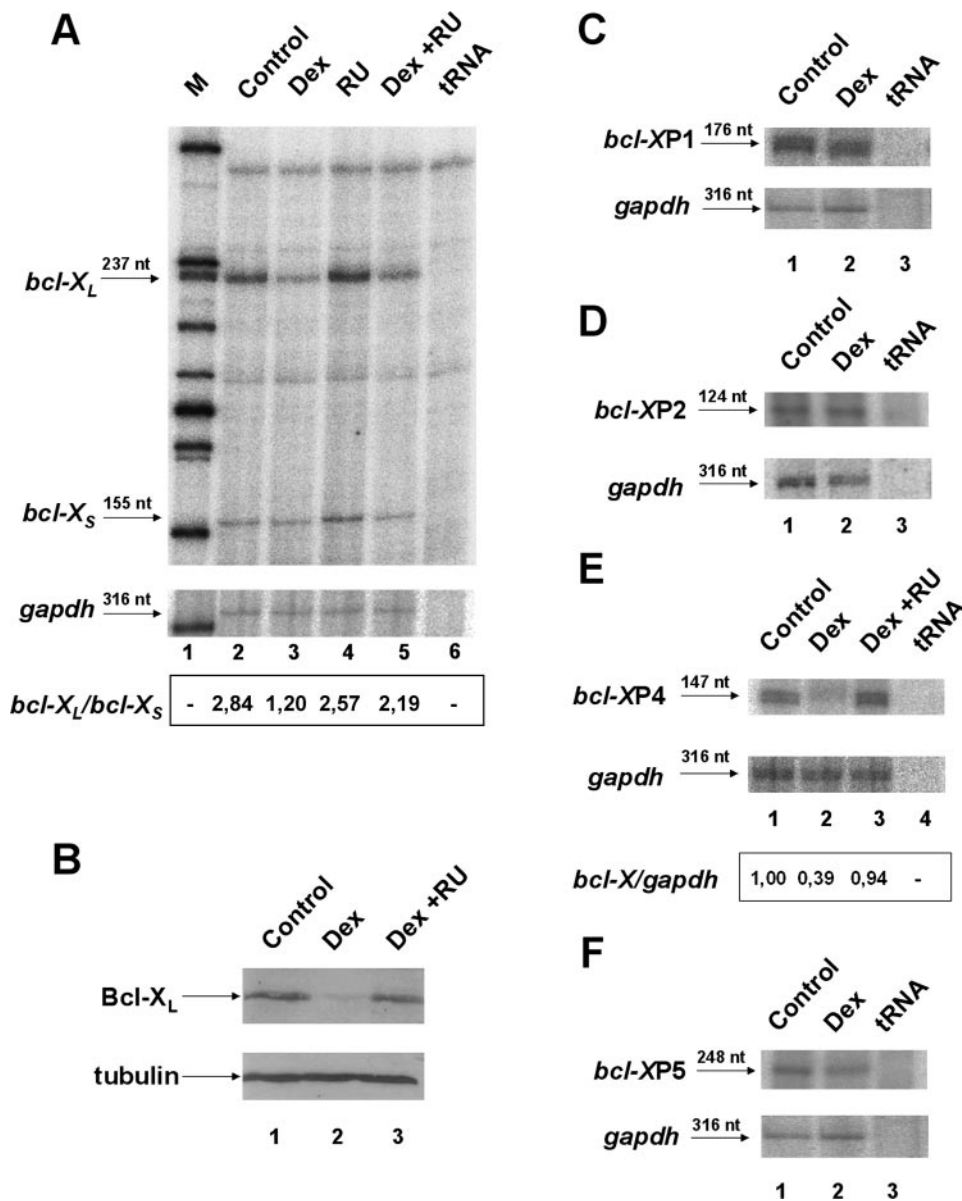 A
M Control Dex RU Dex +RU tRNA
bcl-XL 237 nt
bcl-XS 155 nt
gapdh 316 nt
1 2 3 4 5 6
bcl-XL/bcl-XS - 2,84 1,20 2,57 2,19 -
B
Control Dex Dex +RU
Bcl-XL
tubulin
1 2 3
C
Control Dex tRNA
bcl-XP1 176 nt
gapdh 316 nt
1 2 3
D
Control Dex tRNA
bcl-XP2 124 nt
gapdh 316 nt
1 2 3
E
Control Dex Dex +RU tRNA
bcl-XP4 147 nt
gapdh 316 nt
1 2 3 4
bcl-X/gapdh 1,00 0,39 0,94 -
F
Control Dex tRNA
bcl-XP5 248 nt
gapdh 316 nt
1 2 3